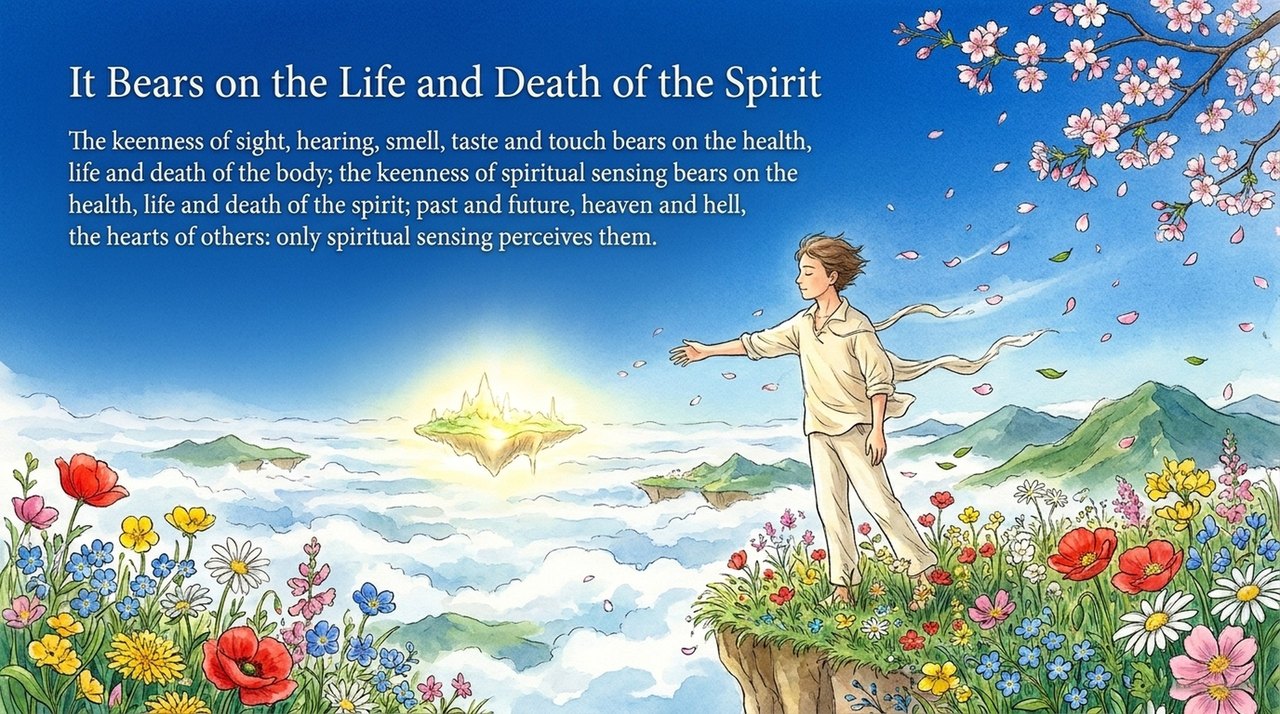 It Bears on the Life and Death of the Spirit
The keenness of sight, hearing, smell, taste and touch bears on the health,
life and death of the body; the keenness of spiritual sensing bears on the
health, life and death of the spirit; past and future, heaven and hell,
the hearts of others: only spiritual sensing perceives them.